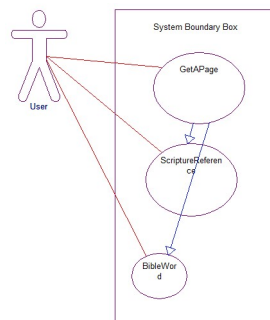 System Boundary Box
GetAPage
User
ScriptureReferen
ce
BibleWor
d